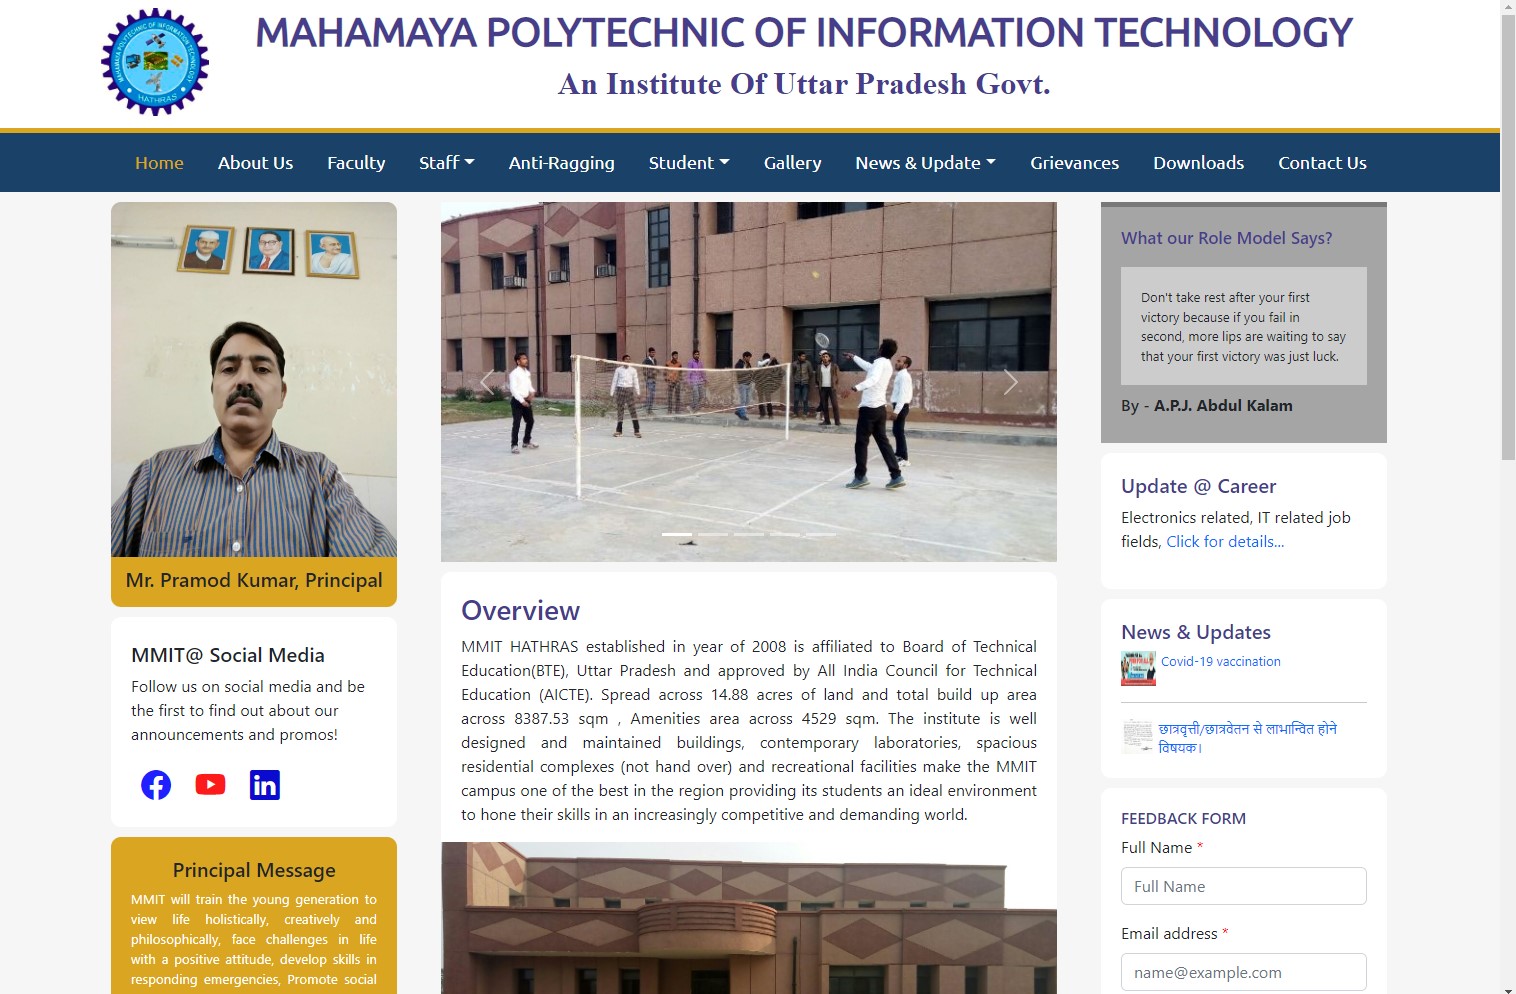 MAHAMAYA POLYTECHNIC OF INFORMATION TECHNOLOGY
An Institute Of Uttar Pradesh Govt.
MAHAMAYA POLYTECHNIC OF INFORMATION TECHNOLOGY
HATHRAS
Home About Us Faculty Staff Anti-Ragging Student Gallery News & Update Grievances Downloads Contact Us
Mr. Pramod Kumar, Principal
MMIT@ Social Media
Follow us on social media and be
the first to find out about our
announcements and promos!
in
Principal Message
MMIT will train the young generation to
view life holistically, creatively and
philosophically, face challenges in life
with a positive attitude, develop skills in
responding emergencies, Promote social
Overview
MMIT HATHRAS established in year of 2008 is affiliated to Board of Technical
Education(BTE), Uttar Pradesh and approved by All India Council for Technical
Education (AICTE). Spread across 14.88 acres of land and total build up area
across 8387.53 sqm , Amenities area across 4529 sqm. The institute is well
designed and maintained buildings, contemporary laboratories, spacious
residential complexes (not hand over) and recreational facilities make the MMIT
campus one of the best in the region providing its students an ideal environment
to hone their skills in an increasingly competitive and demanding world.
What our Role Model Says?
Don't take rest after your first
victory because if you fail in
second, more lips are waiting to say
that your first victory was just luck.
By - A.P.J. Abdul Kalam
Update @ Career
Electronics related, IT related job
fields, Click for details...
News & Updates
Covid-19 vaccination
छात्रवृत्ती/छात्रवेतन से लाभान्वित होने
विषयक।
FEEDBACK FORM
Full Name *
Full Name
Email address *
name@example.com